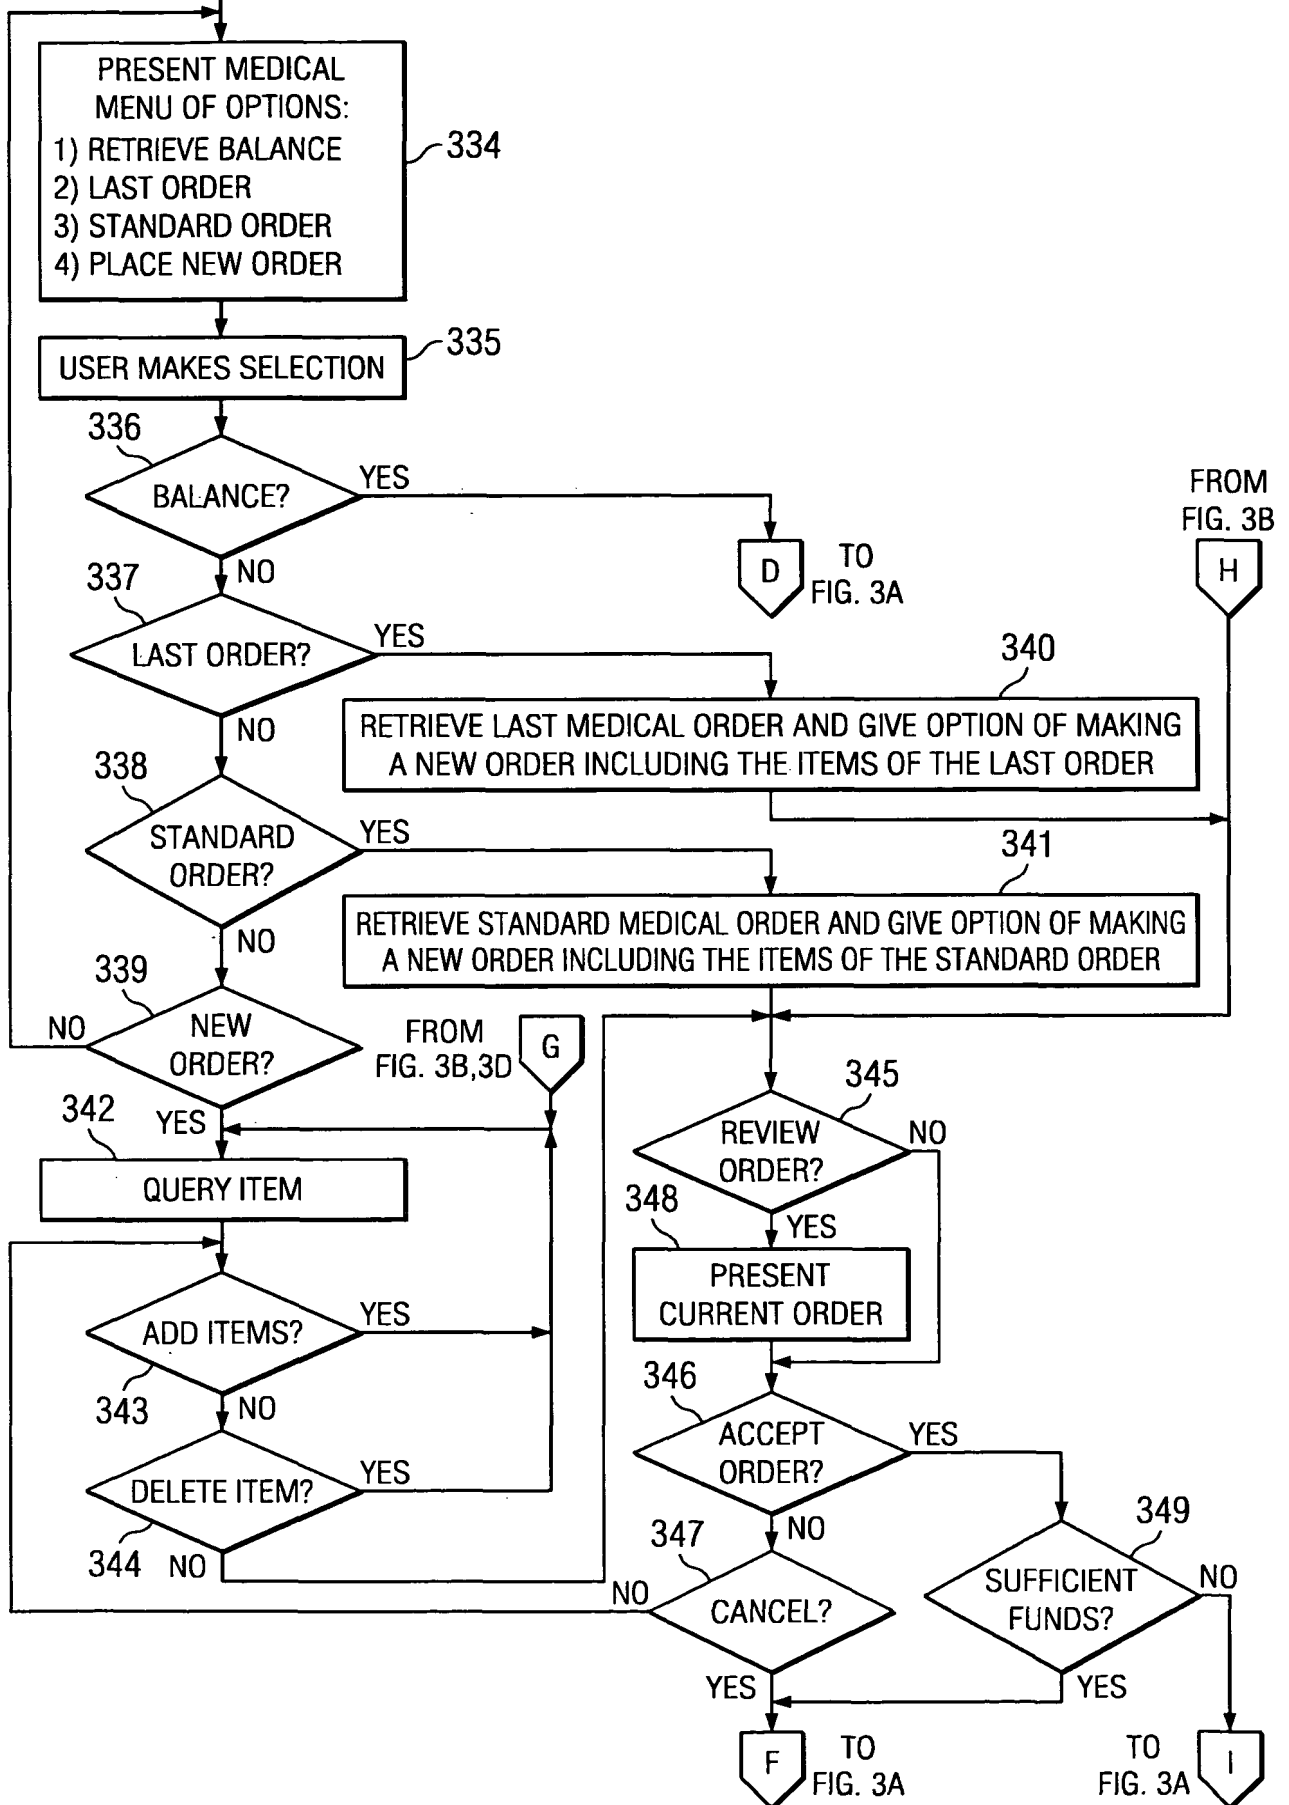 PRESENT MEDICAL
MENU OF OPTIONS:
1) RETRIEVE BALANCE
2) LAST ORDER
3) STANDARD ORDER
4) PLACE NEW ORDER
334
USER MAKES SELECTION
335
336
BALANCE?
YES
NO
D
TO
FIG. 3A
FROM
FIG. 3B
H
337
LAST ORDER?
YES
NO
340
RETRIEVE LAST MEDICAL ORDER AND GIVE OPTION OF MAKING
A NEW ORDER INCLUDING THE ITEMS OF THE LAST ORDER
338
STANDARD
ORDER?
YES
NO
341
RETRIEVE STANDARD MEDICAL ORDER AND GIVE OPTION OF MAKING
A NEW ORDER INCLUDING THE ITEMS OF THE STANDARD ORDER
339
NEW
ORDER?
NO
YES
FROM
FIG. 3B,3D
G
342
QUERY ITEM
345
REVIEW
ORDER?
NO
YES
348
PRESENT
CURRENT ORDER
ADD ITEMS?
YES
343
NO
346
ACCEPT
ORDER?
YES
NO
DELETE ITEM?
YES
344
NO
347
CANCEL?
NO
YES
349
SUFFICIENT
FUNDS?
NO
YES
F
TO
FIG. 3A
TO
FIG. 3A
I